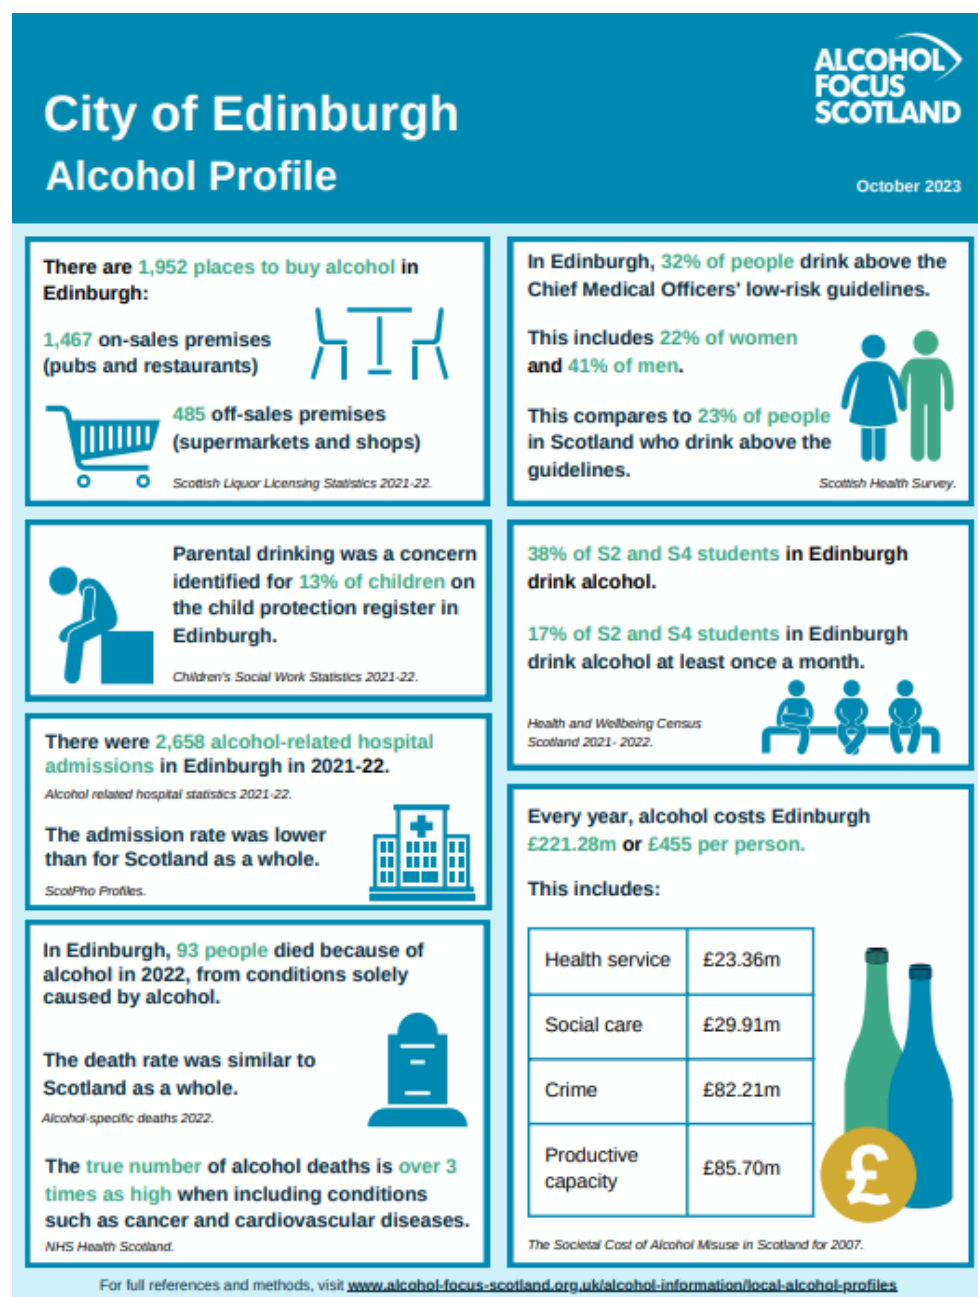 City of Edinburgh
Alcohol Profile
ALCOHOL
FOCUS
SCOTLAND
October 2023
There are 1,952 places to buy alcohol in
Edinburgh:
1,467 on-sales premises
(pubs and restaurants)
485 off-sales premises
(supermarkets and shops)
Scottish Liquor Licensing Statistics 2021-22.
In Edinburgh, 32% of people drink above the
Chief Medical Officers' low-risk guidelines.
This includes 22% of women
and 41% of men.
This compares to 23% of people
in Scotland who drink above the
guidelines.
Scottish Health Survey.
Parental drinking was a concern
identified for 13% of children on
the child protection register in
Edinburgh.
Children's Social Work Statistics 2021-22.
38% of S2 and S4 students in Edinburgh
drink alcohol.
17% of S2 and S4 students in Edinburgh
drink alcohol at least once a month.
Health and Wellbeing Census
Scotland 2021- 2022.
There were 2,658 alcohol-related hospital
admissions in Edinburgh in 2021-22.
Alcohol related hospital statistics 2021-22.
The admission rate was lower
than for Scotland as a whole.
ScotPho Profiles.
In Edinburgh, 93 people died because of
alcohol in 2022, from conditions solely
caused by alcohol.
The death rate was similar to
Scotland as a whole.
Alcohol-specific deaths 2022.
The true number of alcohol deaths is over 3
times as high when including conditions
such as cancer and cardiovascular diseases.
NHS Health Scotland.
Every year, alcohol costs Edinburgh
£221.28m or £455 per person.
This includes:
Health service £23.36m
Social care £29.91m
Crime £82.21m
Productive
capacity £85.70m
£
The Societal Cost of Alcohol Misuse in Scotland for 2007.
For full references and methods, visit www.alcohol-focus-scotland.org.uk/alcohol-information/local-alcohol-profiles